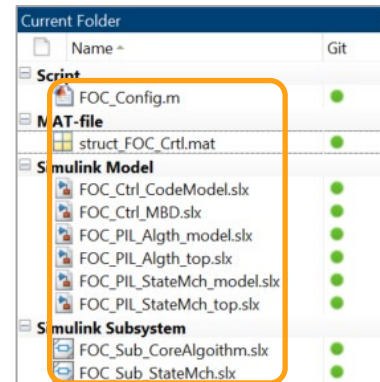 Current Folder
Name Git
Script
FOC_Config.m
MAT-file
struct_FOC_Crtl.mat
Simulink Model
FOC_Ctrl_CodeModel.slx
FOC_Ctrl_MBD.slx
FOC_PIL_Algth_model.slx
FOC_PIL_Algth_top.slx
FOC_PIL_StateMch_model.slx
FOC_PIL_StateMch_top.slx
Simulink Subsystem
FOC_Sub_CoreAlgoithm.slx
FOC_Sub_StateMch.slx